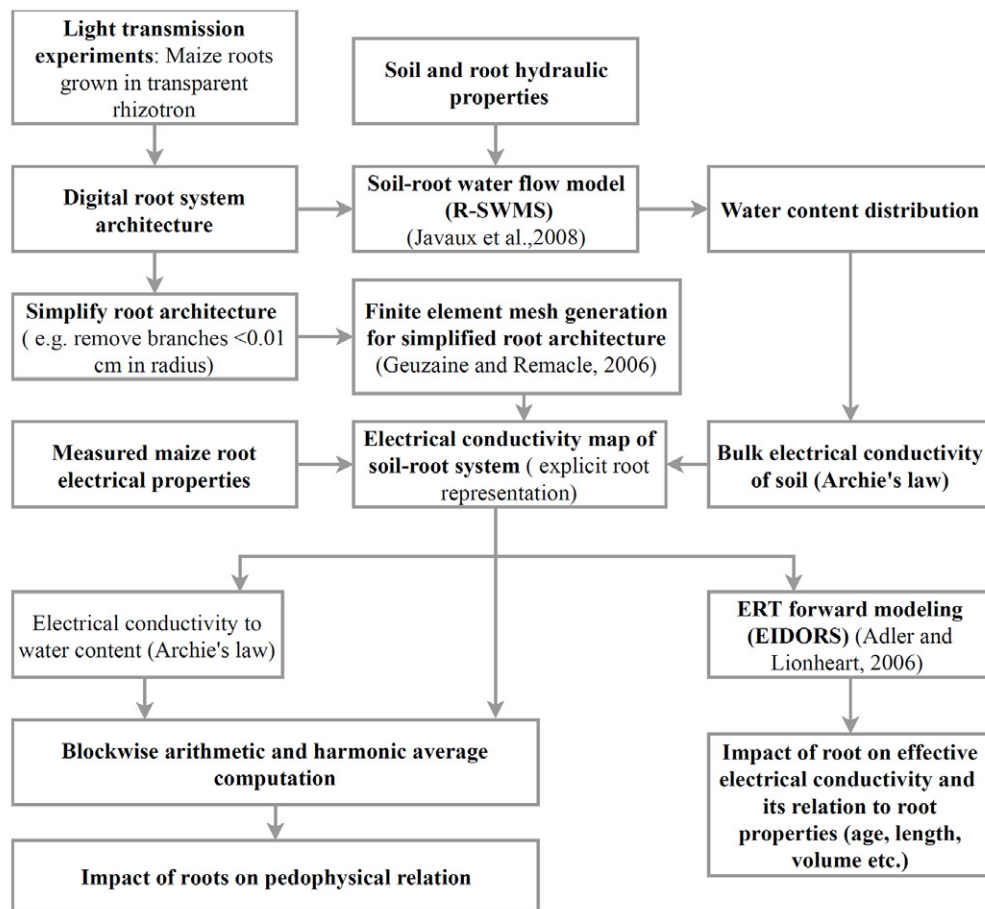 Light transmission
experiments: Maize roots
grown in transparent
rhizotron
Soil and root hydraulic
properties
Digital root system
architecture
Soil-root water flow model
(R-SWMS)
(Javaux et al.,2008)
Water content distribution
Simplify root architecture
( e.g. remove branches <0.01
cm in radius)
Finite element mesh generation
for simplified root architecture
(Geuzaine and Remacle, 2006)
Measured maize root
electrical properties
Electrical conductivity map of
soil-root system ( explicit root
representation)
Bulk electrical conductivity
of soil (Archie's law)
Electrical conductivity to
water content (Archie's law)
ERT forward modeling
(EIDORS) (Adler and
Lionheart, 2006)
Blockwise arithmetic and harmonic average
computation
Impact of root on effective
electrical conductivity and
its relation to root
properties (age, length,
volume etc.)
Impact of roots on pedophysical relation